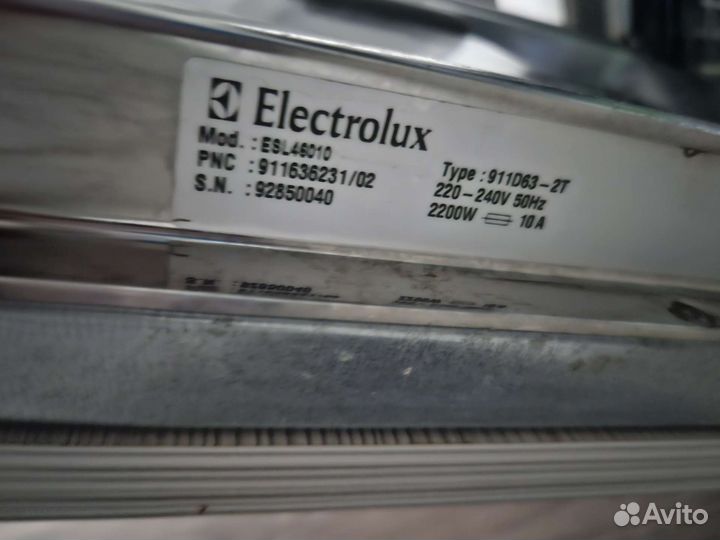 Electrolux
Mod. : ESL46010
PNC : 911636231/02
S.N. : 92850040
Type : 911D63-2T
220-240V 50Hz
2200W 10A
Avito